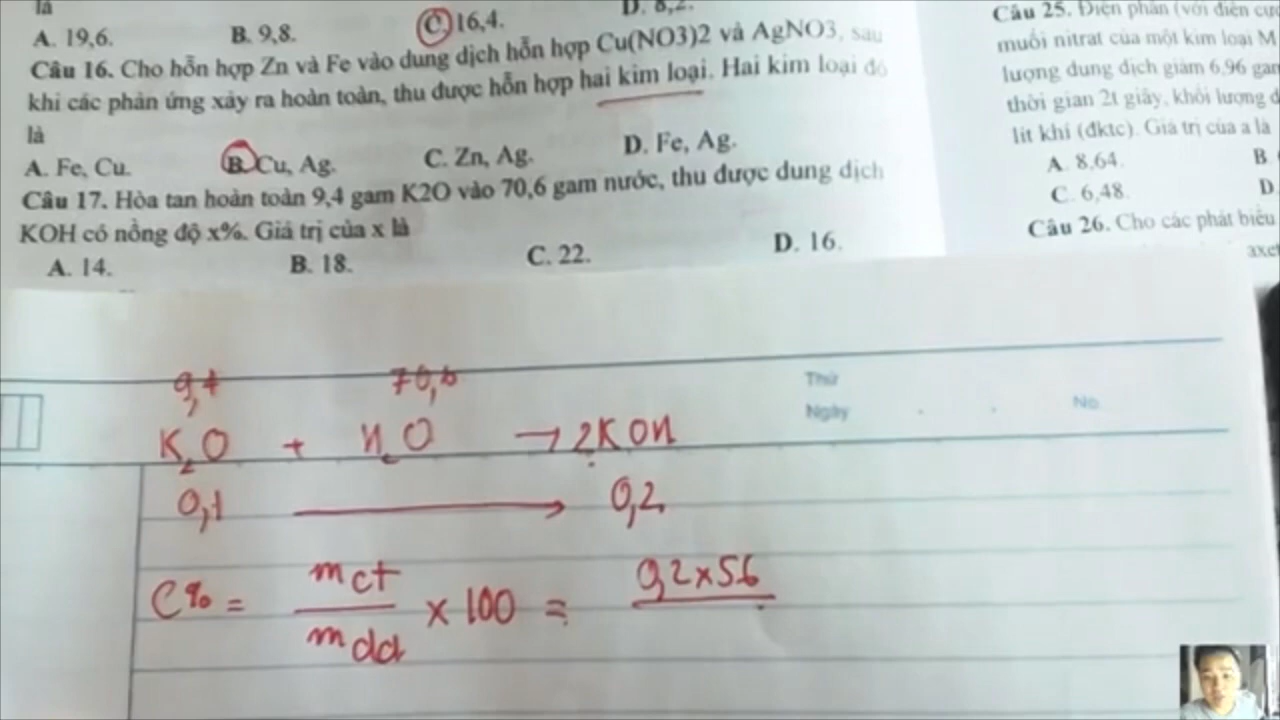 là
A. 19,6. B. 9,8. C. 16,4. D. 8,2.
Câu 16. Cho hỗn hợp Zn và Fe vào dung dịch hỗn hợp Cu(NO3)2 và AgNO3, sau
khi các phản ứng xảy ra hoàn toàn, thu được hỗn hợp hai kim loại. Hai kim loại đó
là
A. Fe, Cu. B. Cu, Ag. C. Zn, Ag. D. Fe, Ag.
Câu 17. Hòa tan hoàn toàn 9,4 gam K2O vào 70,6 gam nước, thu được dung dịch
KOH có nồng độ x%. Giá trị của x là
A. 14. B. 18. C. 22. D. 16.
Câu 25. Điện phân (với điện cực
muối nitrat của một kim loại M
lượng dung dịch giảm 6,96 gam
thời gian 2t giây, khối lượng
lít khí (đktc). Giá trị của a là
A. 8,64. B.
C. 6,48. D.
Câu 26. Cho các phát biểu
Thứ
Ngày No
9,4 70,6
K2O + H2O → 2KOH
0,1 → 0,2
C% = mct / mdd × 100 = 0,2×56